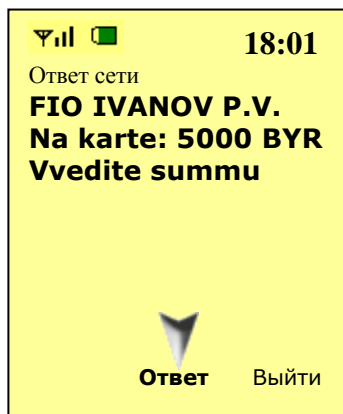 18:01
Ответ сети
FIO IVANOV P.V.
Na karte: 5000 BYR
Vvedite summu
Ответ Выйти